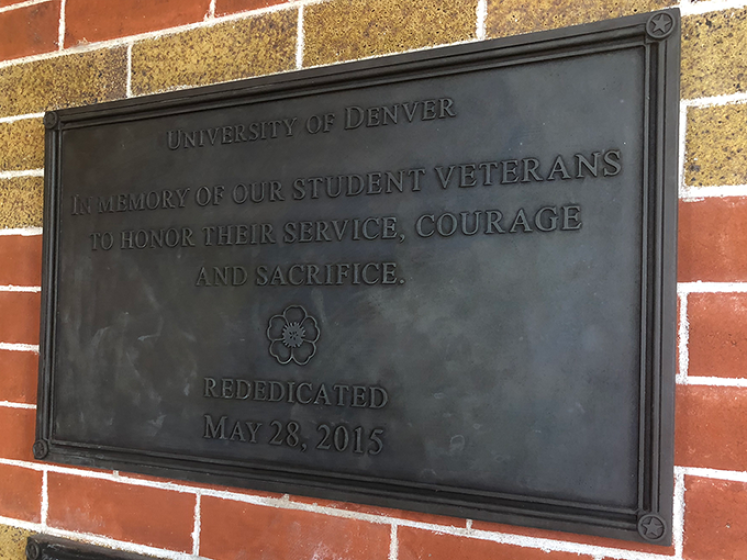 UNIVERSITY OF DENVER
IN MEMORY OF OUR STUDENT VETERANS
TO HONOR THEIR SERVICE, COURAGE
AND SACRIFICE.
REDEDICATED
MAY 28, 2015